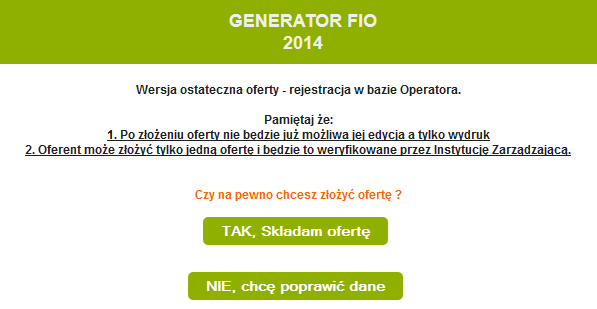 GENERATOR FIO
2014
Wersja ostateczna oferty - rejestracja w bazie Operatora.
Pamiętaj że:
1. Po złożeniu oferty nie będzie już możliwa jej edycja a tylko wydruk
2. Oferent może złożyć tylko jedną ofertę i będzie to weryfikowane przez Instytucję Zarządzającą.
Czy na pewno chcesz złożyć ofertę ?
TAK, Składam ofertę
NIE, chcę poprawić dane